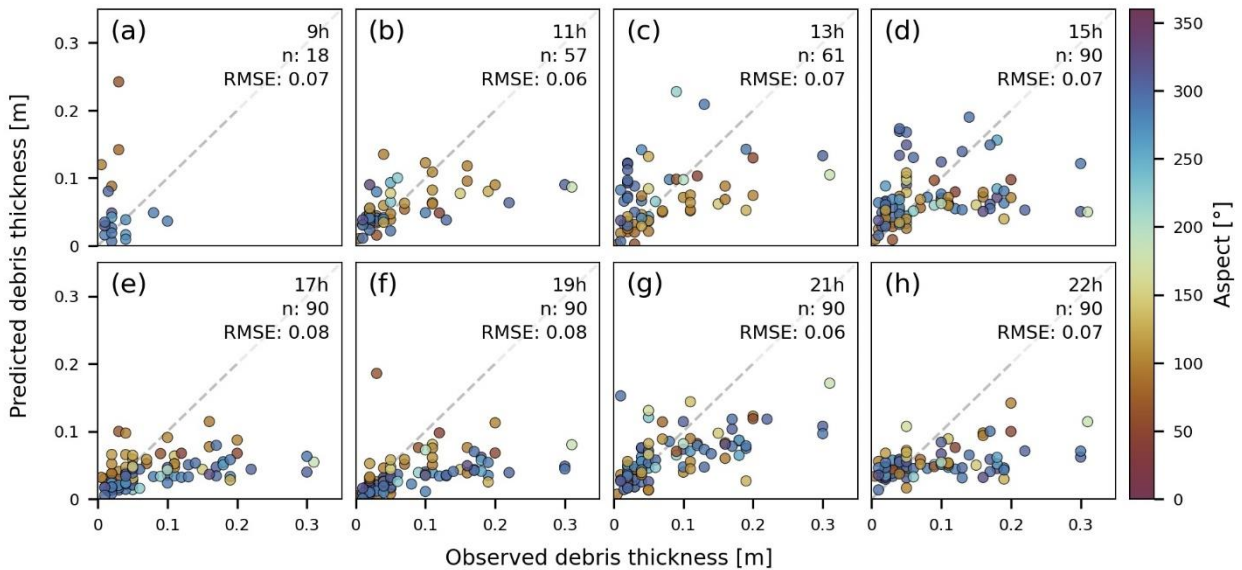 (a)
9h
n: 18
RMSE: 0.07
(b)
11h
n: 57
RMSE: 0.06
(c)
13h
n: 61
RMSE: 0.07
(d)
15h
n: 90
RMSE: 0.07
0.3
0.2
0.1
0
(e)
17h
n: 90
RMSE: 0.08
(f)
19h
n: 90
RMSE: 0.08
(g)
21h
n: 90
RMSE: 0.06
(h)
22h
n: 90
RMSE: 0.07
0.3
0.2
0.1
0
0 0.1 0.2 0.3
0 0.1 0.2 0.3
0 0.1 0.2 0.3
0 0.1 0.2 0.3
Predicted debris thickness [m]
Observed debris thickness [m]
350
300
250
200
150
100
50
0
Aspect [°]